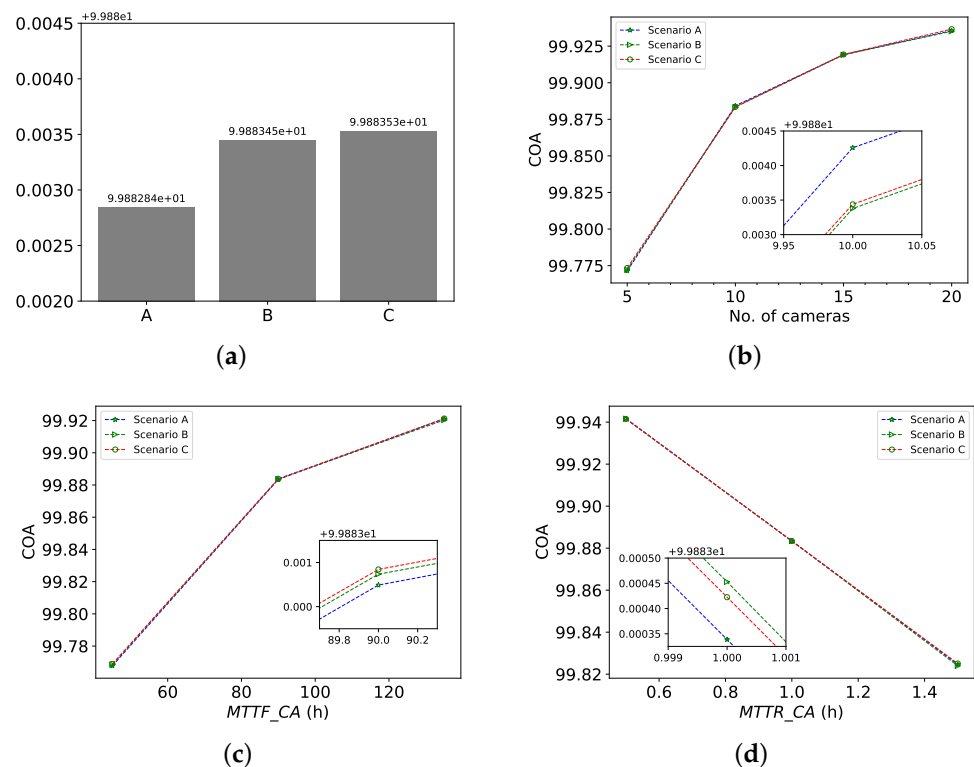 +9.988e1
0.0045
0.0040
0.0035
0.0030
0.0025
0.0020
9.988284e+01
9.988345e+01
9.988353e+01
A B C
(a)
Scenario A
Scenario B
Scenario C
COA
99.925
99.900
99.875
99.850
99.825
99.800
99.775
+9.988e1
0.0045
0.0040
0.0035
0.0030
9.95 10.00 10.05
5 10 15 20
No. of cameras
(b)
Scenario A
Scenario B
Scenario C
COA
99.92
99.90
99.88
99.86
99.84
99.82
99.80
99.78
+9.9883e1
0.001
0.000
89.8 90.0 90.2
60 80 100 120
MTTF_CA (h)
(c)
Scenario A
Scenario B
Scenario C
COA
99.94
99.92
99.90
99.88
99.86
99.84
99.82
+9.9883e1
0.00050
0.00045
0.00040
0.00035
0.999 1.000 1.001
0.6 0.8 1.0 1.2 1.4
MTTR_CA (h)
(d)